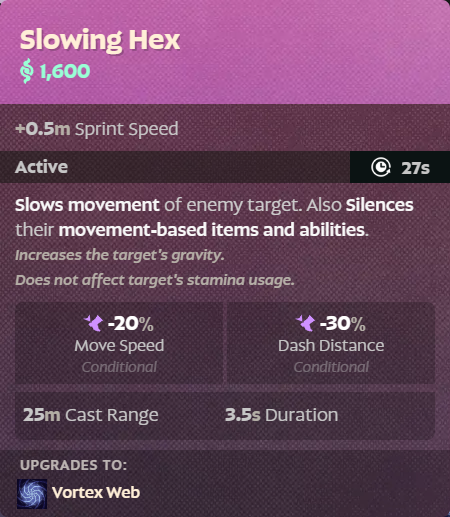 Slowing Hex
1,600
+0.5m Sprint Speed
Active 27s
Slows movement of enemy target. Also Silences
their movement-based items and abilities.
Increases the target's gravity.
Does not affect target's stamina usage.
-20% -30%
Move Speed Dash Distance
Conditional Conditional
25m Cast Range 3.5s Duration
UPGRADES TO:
Vortex Web